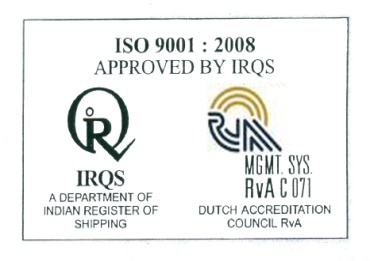 ISO 9001 : 2008
APPROVED BY IRQS
IRQS
A DEPARTMENT OF
INDIAN REGISTER OF
SHIPPING
RvA
MGMT. SYS.
RvA C 071
DUTCH ACCREDITATION
COUNCIL RvA